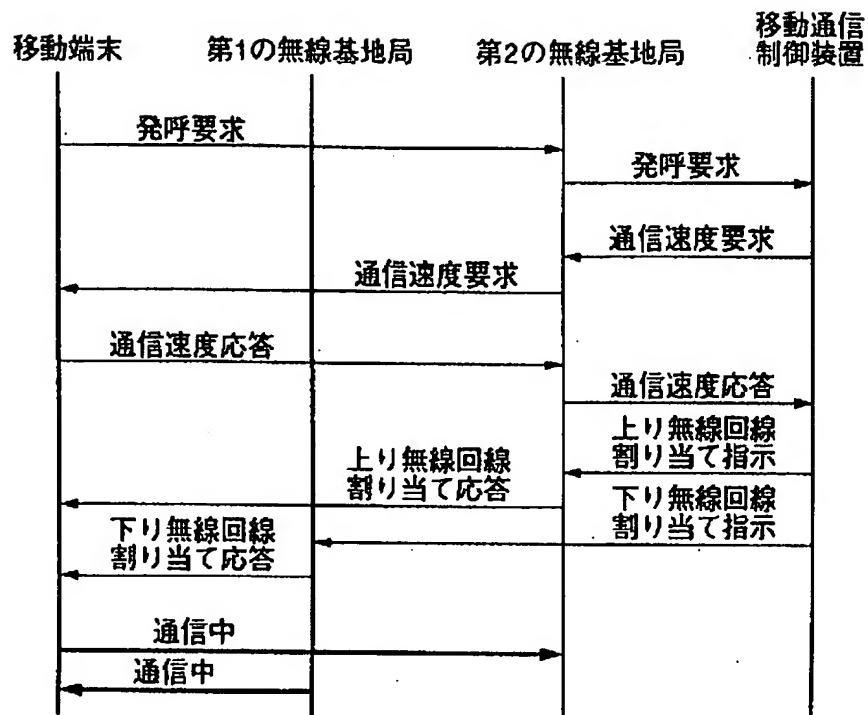 移動端末
第1の無線基地局
第2の無線基地局
移動通信
制御装置
発呼要求
発呼要求
通信速度要求
通信速度要求
通信速度応答
通信速度応答
上り無線回線
割り当て指示
上り無線回線
割り当て応答
下り無線回線
割り当て指示
下り無線回線
割り当て応答
通信中
通信中